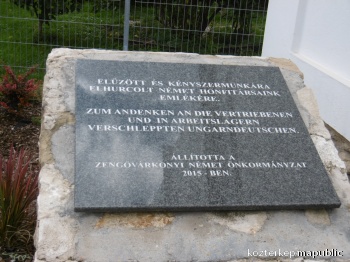 ELŰZÖTT ÉS KÉNYSZERMUNKÁRA
ELHURCOLT NÉMET HONFITÁRSAINK
EMLÉKÉRE.
ZUM ANDENKEN AN DIE VERTRIEBENEN
UND IN ARBEITSLAGERN
VERSCHLEPPTEN UNGARNDEUTSCHEN.
ÁLLÍTOTTA A
ZENGŐVÁRKONYI NÉMET ÖNKORMÁNYZAT
2015-BEN.
kozterkep.mapublic